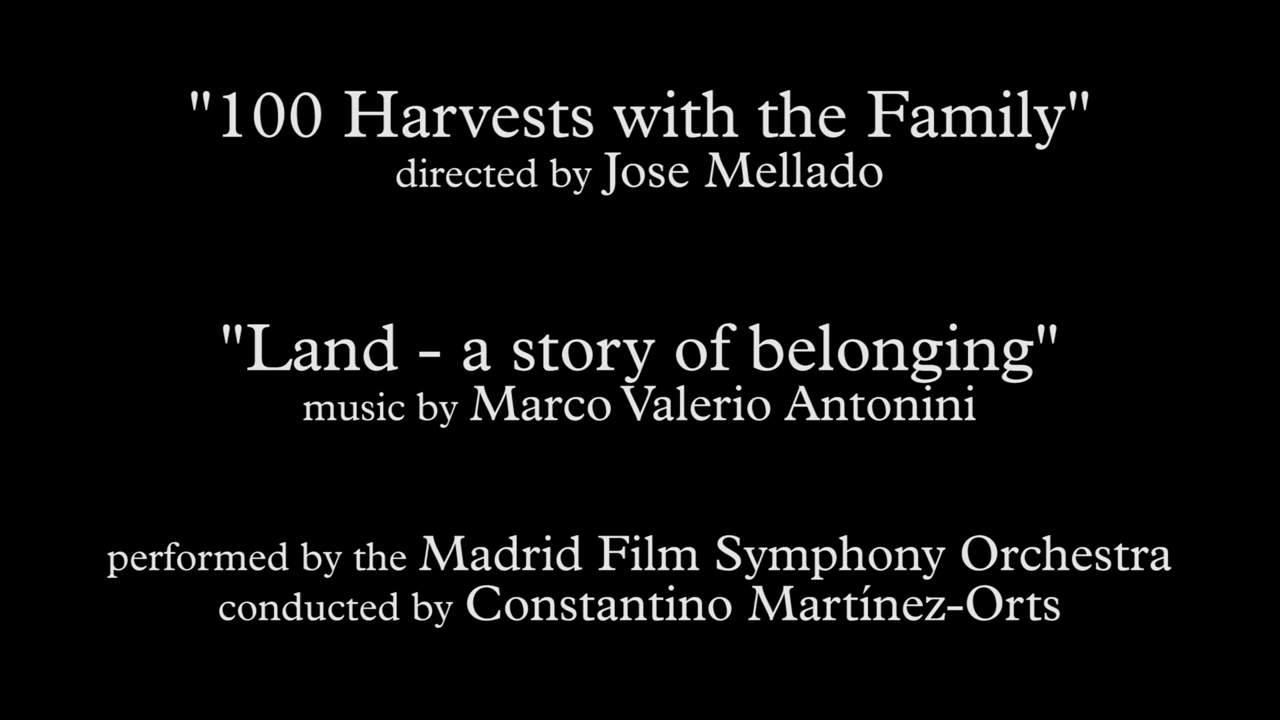 "100 Harvests with the Family"
directed by Jose Mellado
"Land - a story of belonging"
music by Marco Valerio Antonini
performed by the Madrid Film Symphony Orchestra
conducted by Constantino Martínez-Orts